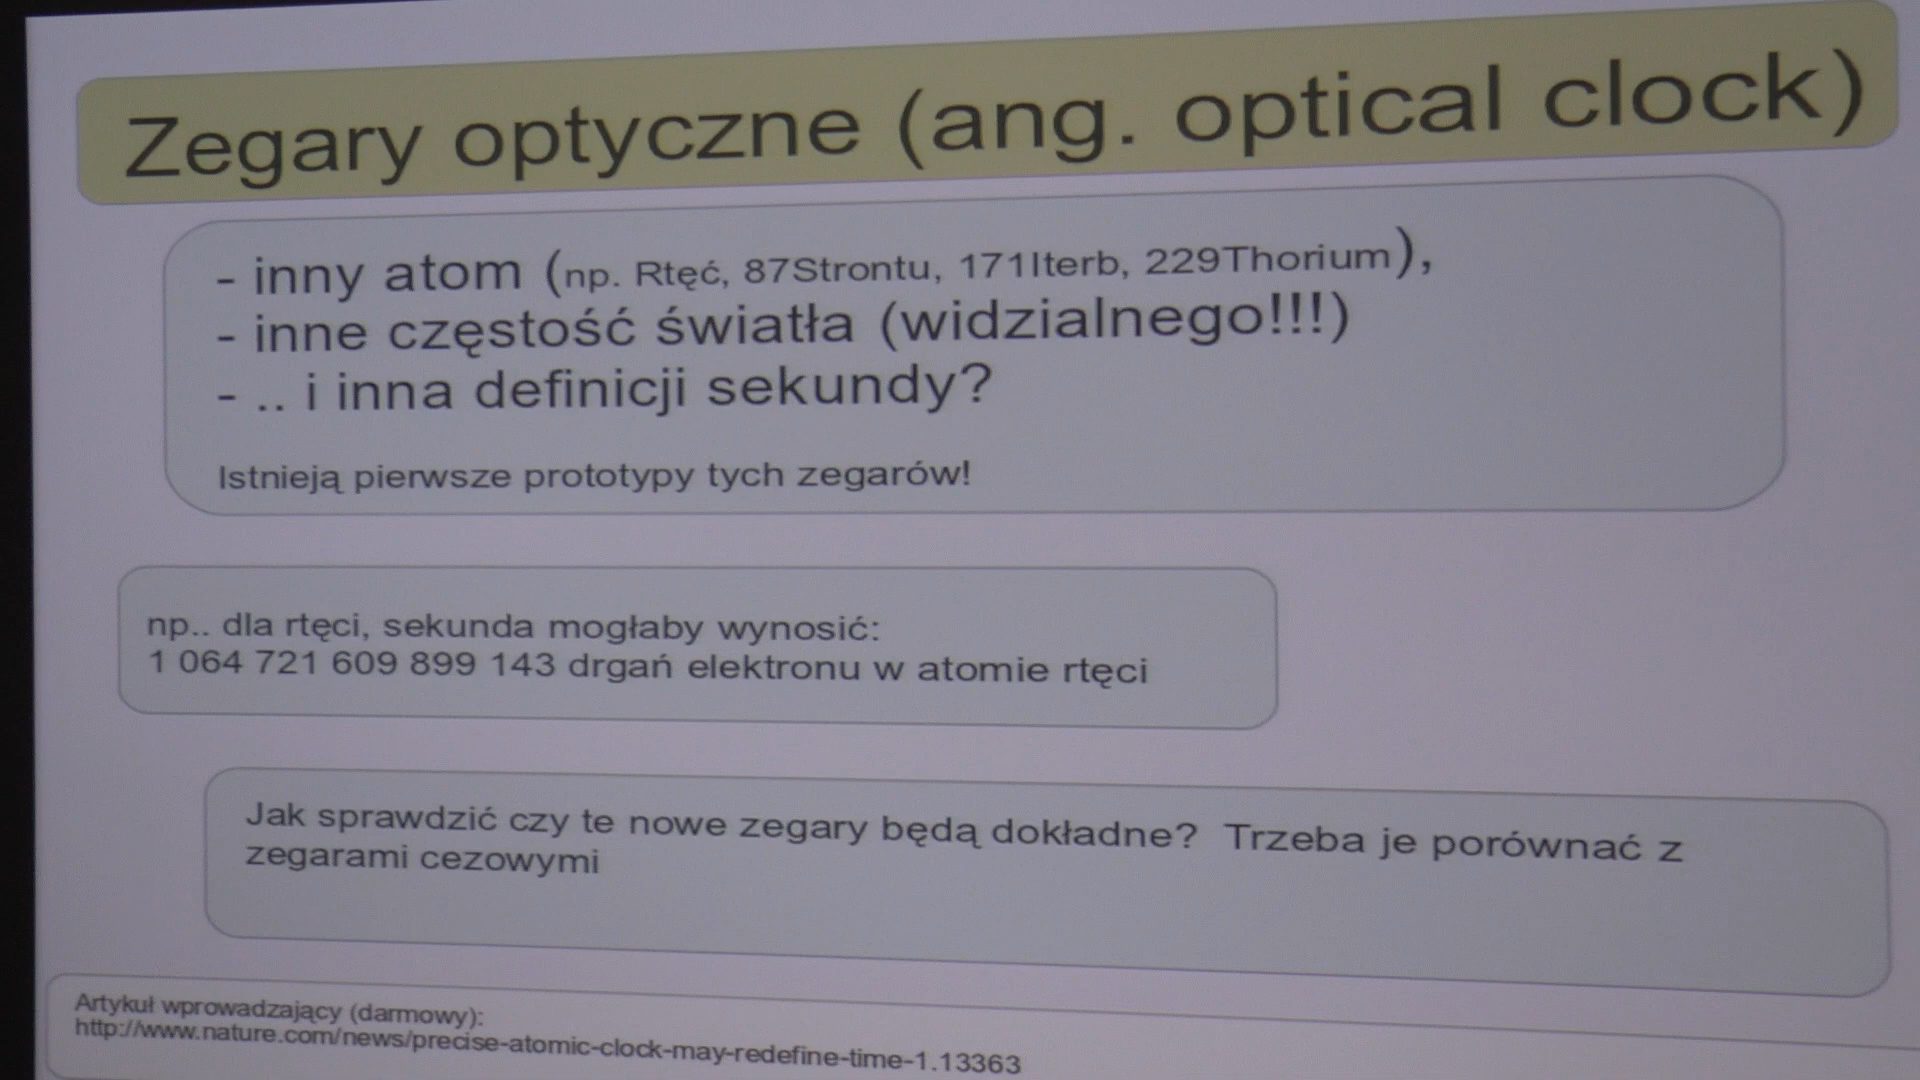 Zegary optyczne (ang. optical clock)
- inny atom (np. Rtęć, 87Strontu, 171Iterb, 229Thorium),
- inne częstość światła (widzialnego!!!)
- .. i inna definicji sekundy?
Istnieją pierwsze prototypy tych zegarów!
np.. dla rtęci, sekunda mogłaby wynosić:
1 064 721 609 899 143 drgań elektronu w atomie rtęci
Jak sprawdzić czy te nowe zegary będą dokładne? Trzeba je porównać z
zegarami cezowymi
Artykuł wprowadzający (darmowy):
http://www.nature.com/news/precise-atomic-clock-may-redefine-time-1.13363